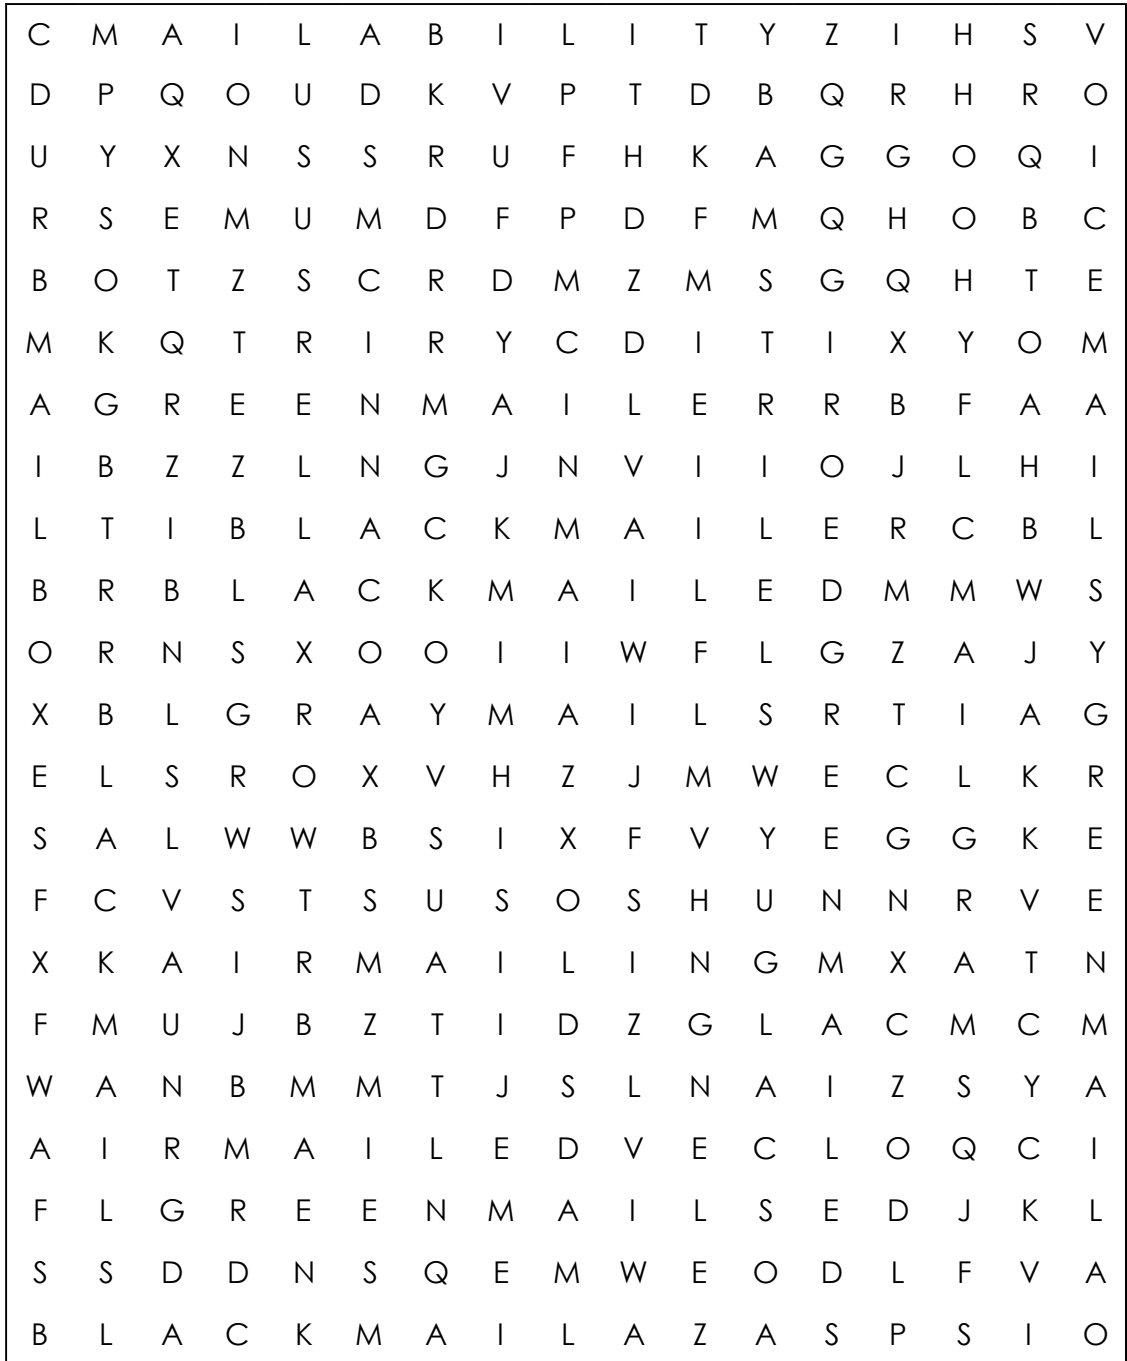 C M A I L A B I L I T Y Z I H S V
D P Q O U D K V P T D B Q R H R O
U Y X N S S R U F H K A G G O Q I
R S E M U M D F P D F M Q H O B C
B O T Z S C R D M Z M S G Q H T E
M K Q T R I R Y C D I T I X Y O M
A G R E E N M A I L E R R B F A A
I B Z Z L N G J N V I I O J L H I
L T I B L A C K M A I L E R C B L
B R B L A C K M A I L E D M M W S
O R N S X O O I I W F L G Z A J Y
X B L G R A Y M A I L S R T I A G
E L S R O X V H Z J M W E C L K R
S A L W W B S I X F V Y E G G K E
F C V S T S U S O S H U N N R V E
X K A I R M A I L I N G M X A T N
F M U J B Z T I D Z G L A C M C M
W A N B M M T J S L N A I Z S Y A
A I R M A I L E D V E C L O Q C I
F L G R E E N M A I L S E D J K L
S S D D N S Q E M W E O D L F V A
B L A C K M A I L A Z A S P S I O